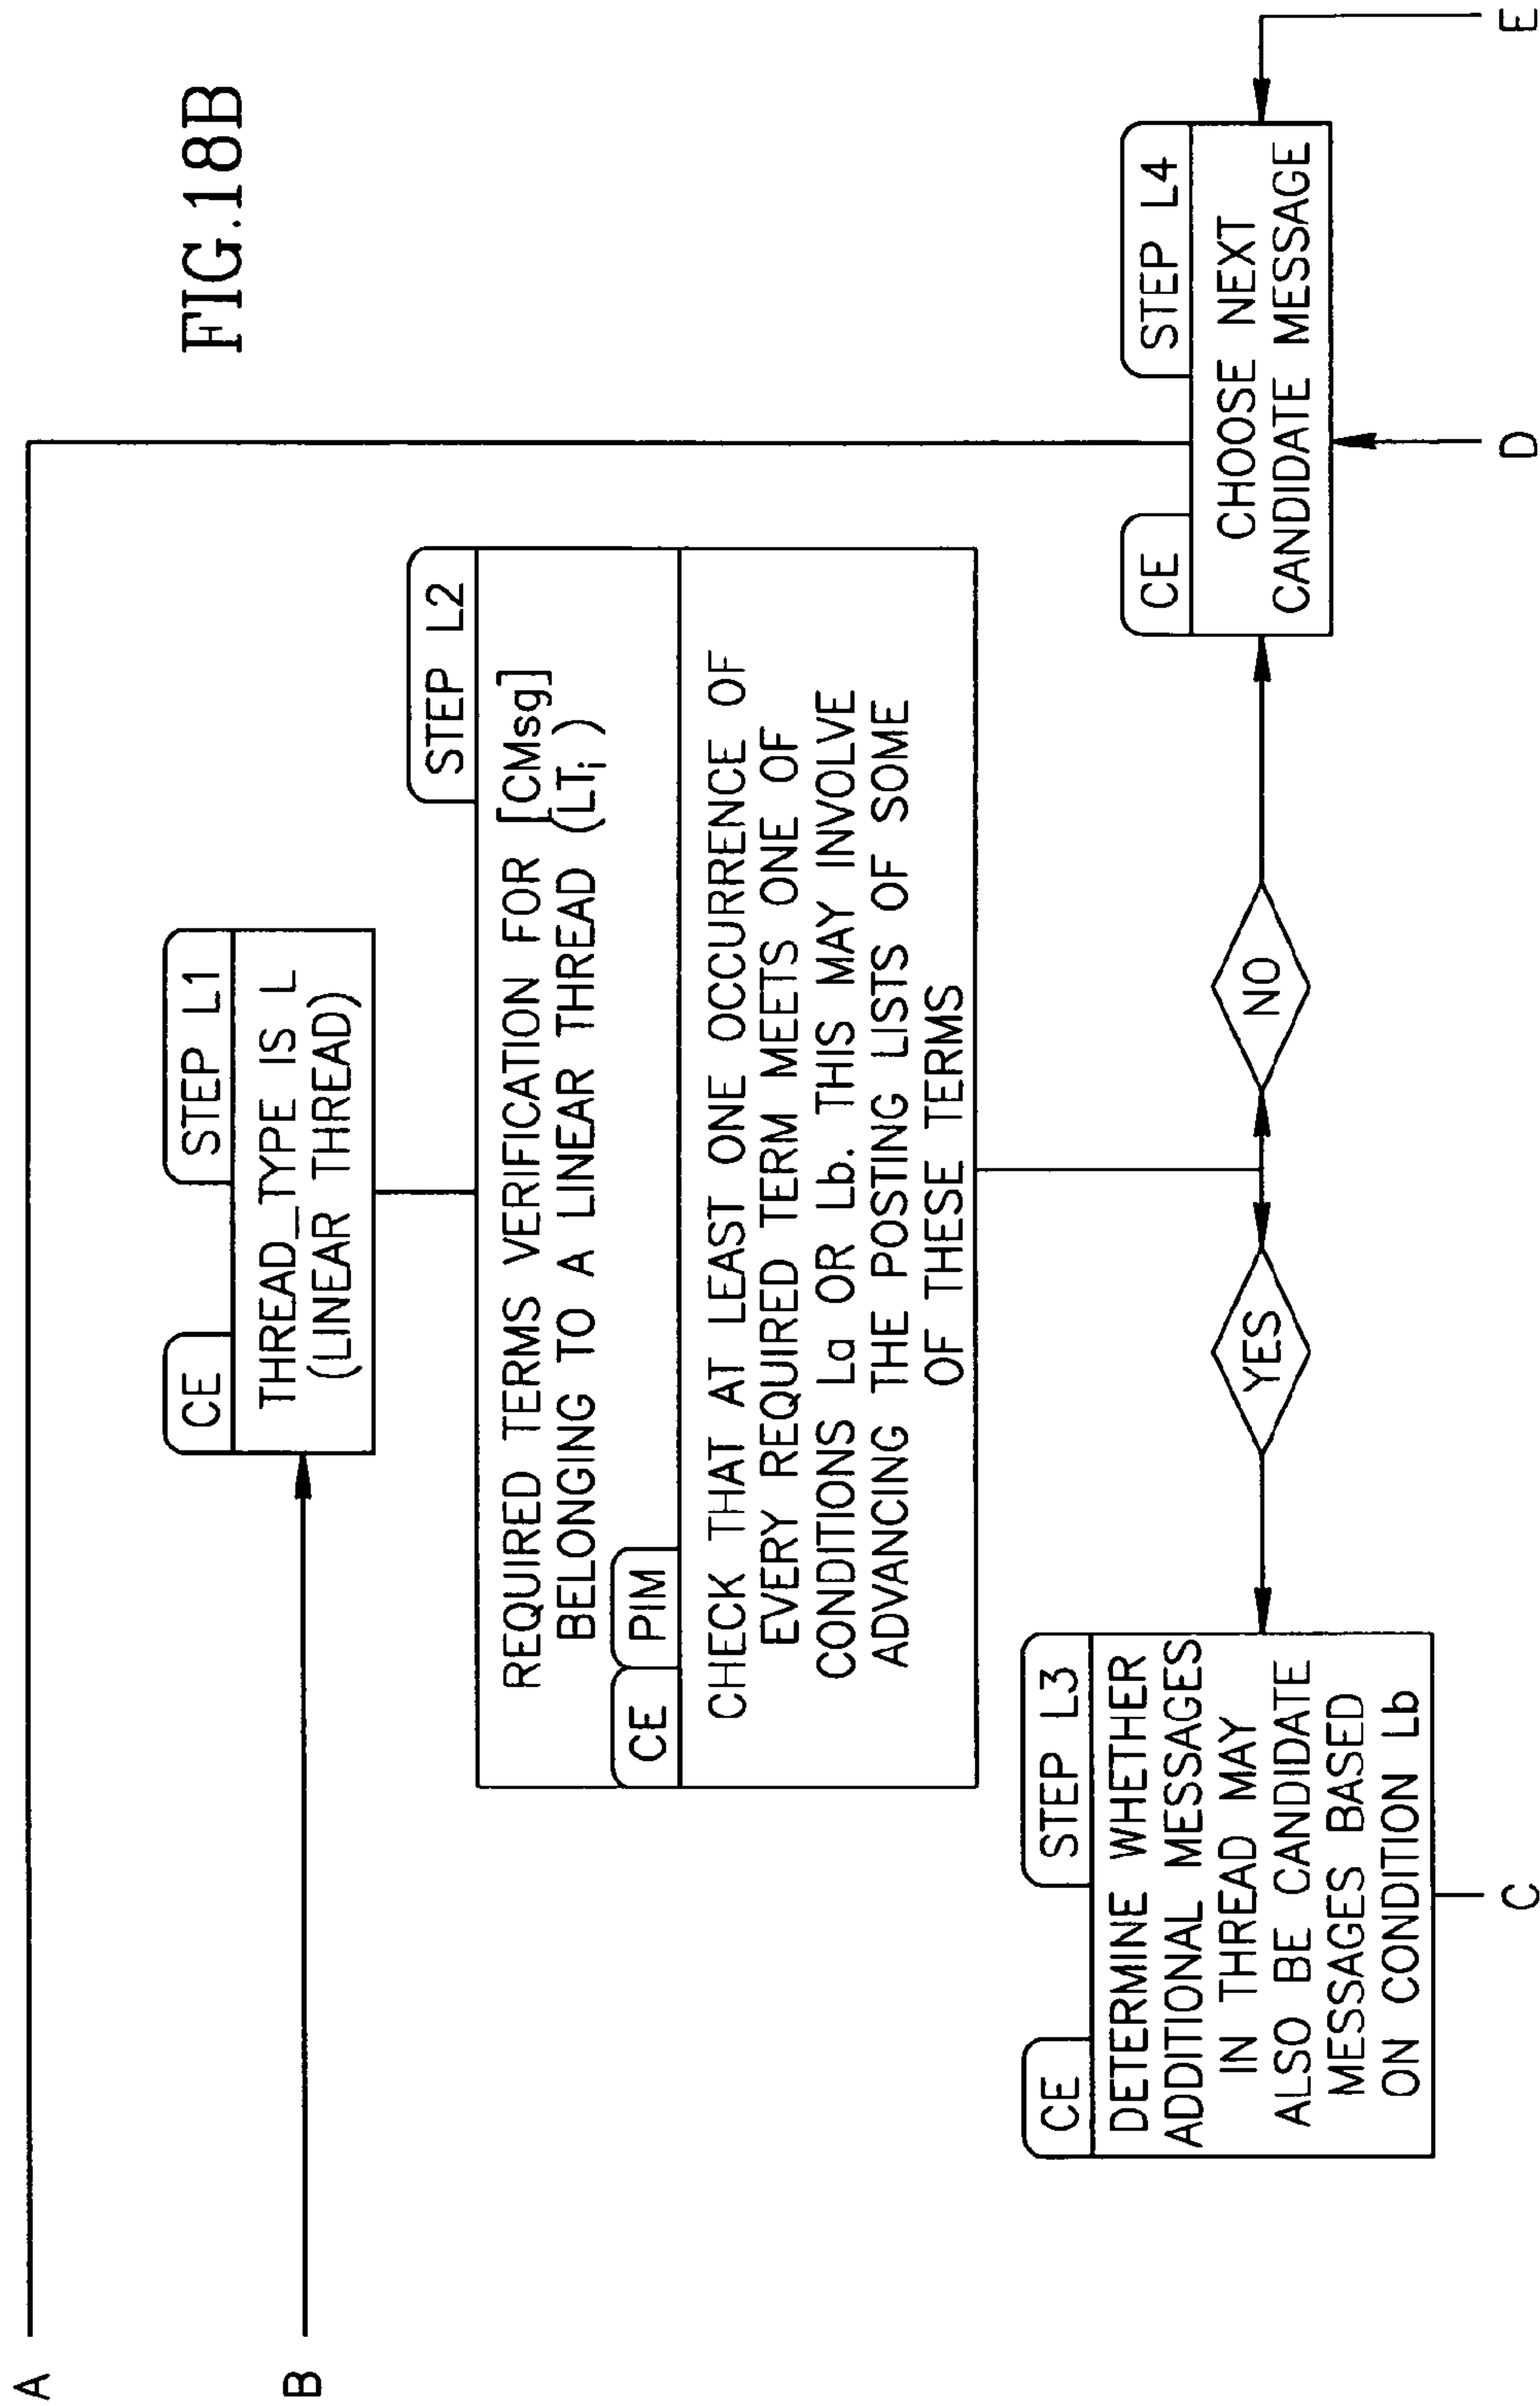 FIG.18B
A
B
CE
STEP L1
THREAD_TYPE IS L
(LINEAR THREAD)
STEP L2
REQUIRED TERMS VERIFICATION FOR [CMsg]
BELONGING TO A LINEAR THREAD (LTi)
CE
PIM
CHECK THAT AT LEAST ONE OCCURRENCE OF
EVERY REQUIRED TERM MEETS ONE OF
CONDITIONS La OR Lb. THIS MAY INVOLVE
ADVANCING THE POSTING LISTS OF SOME
OF THESE TERMS
YES
NO
CE
STEP L3
DETERMINE WHETHER
ADDITIONAL MESSAGES
IN THREAD MAY
ALSO BE CANDIDATE
MESSAGES BASED
ON CONDITION Lb
CE
STEP L4
CHOOSE NEXT
CANDIDATE MESSAGE
C
D
E